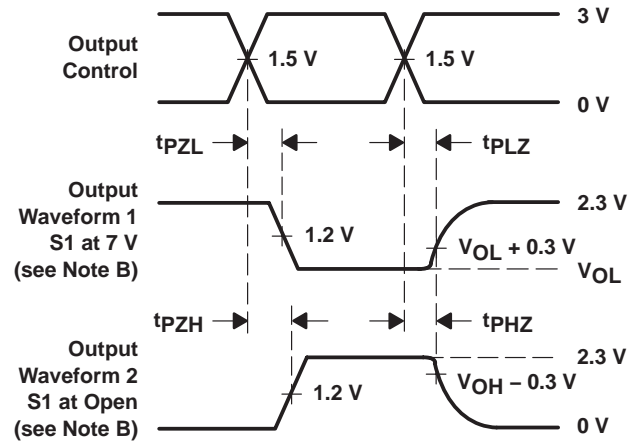 3 V
Output
Control
1.5 V
1.5 V
0 V
tPZL
tPLZ
Output
Waveform 1
S1 at 7 V
(see Note B)
2.3 V
1.2 V
VOL + 0.3 V
VOL
tPZH
tPHZ
Output
Waveform 2
S1 at Open
(see Note B)
2.3 V
1.2 V
VOH – 0.3 V
0 V